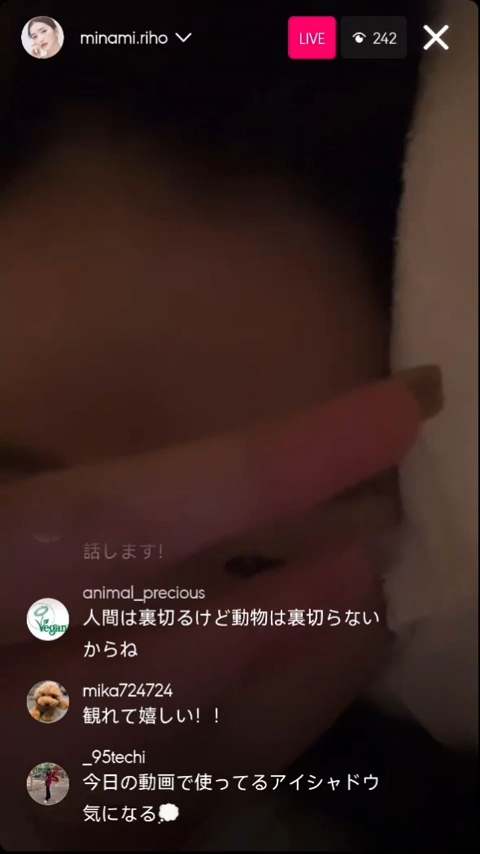 minami.riho
LIVE
242
話します!
animal_precious
Vegan
人間は裏切るけど動物は裏切らない
からね
mika724724
観れて嬉しい！！
_95techi
今日の動画で使ってるアイシャドウ
気になる💭